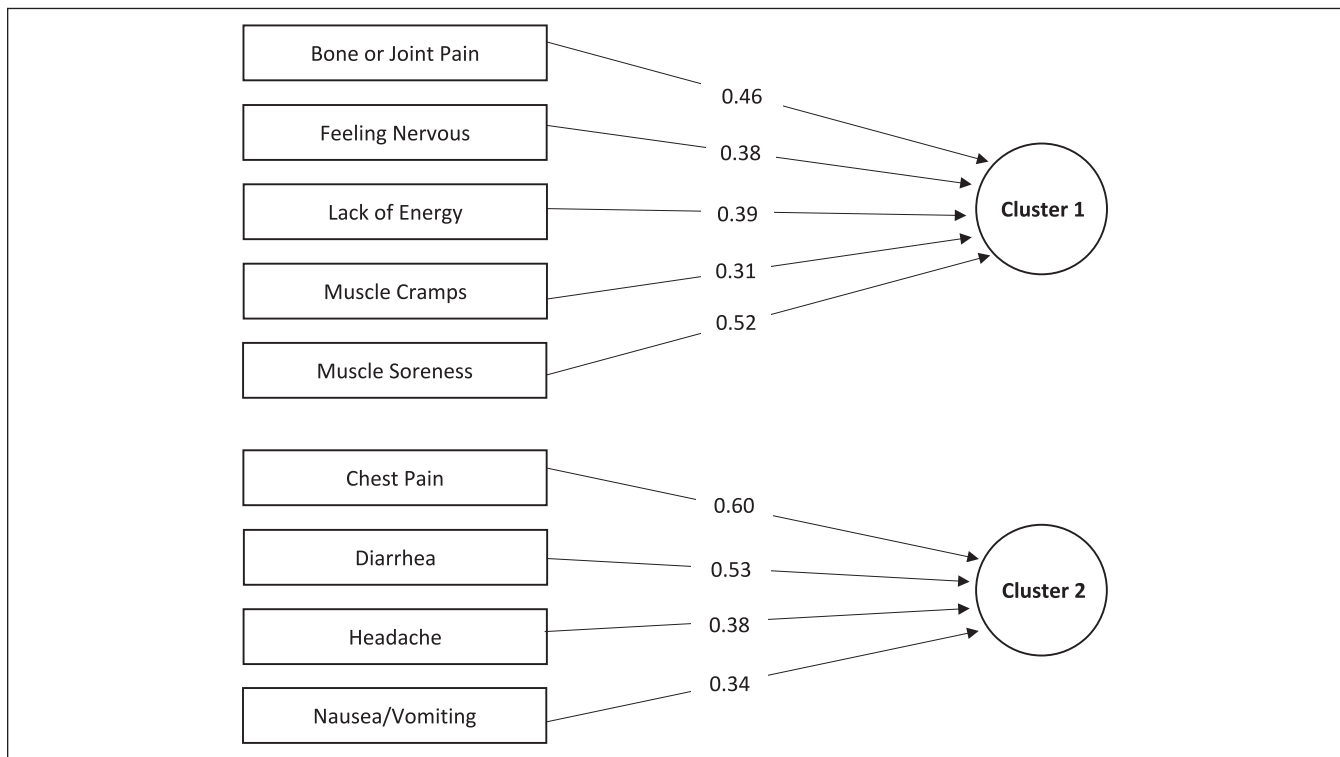 Bone or Joint Pain
0.46
Feeling Nervous
0.38
Lack of Energy
0.39
Cluster 1
Muscle Cramps
0.31
Muscle Soreness
0.52
Chest Pain
0.60
Diarrhea
0.53
Cluster 2
Headache
0.38
Nausea/Vomiting
0.34